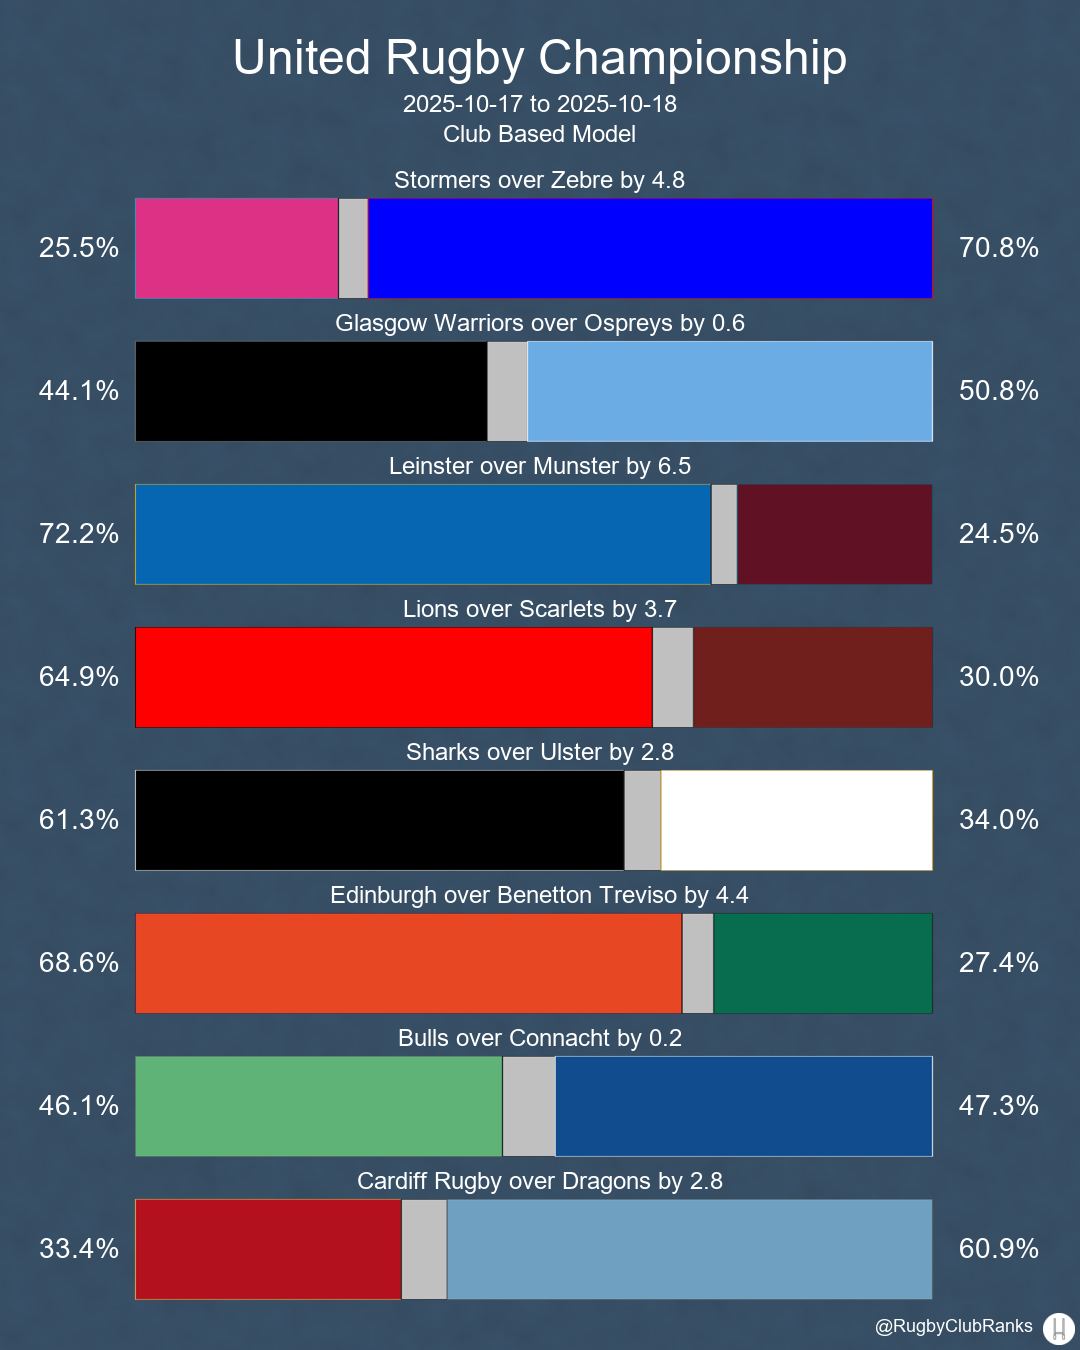 United Rugby Championship
2025-10-17 to 2025-10-18
Club Based Model
Stormers over Zebre by 4.8
25.5% 70.8%
Glasgow Warriors over Ospreys by 0.6
44.1% 50.8%
Leinster over Munster by 6.5
72.2% 24.5%
Lions over Scarlets by 3.7
64.9% 30.0%
Sharks over Ulster by 2.8
61.3% 34.0%
Edinburgh over Benetton Treviso by 4.4
68.6% 27.4%
Bulls over Connacht by 0.2
46.1% 47.3%
Cardiff Rugby over Dragons by 2.8
33.4% 60.9%
@RugbyClubRanks